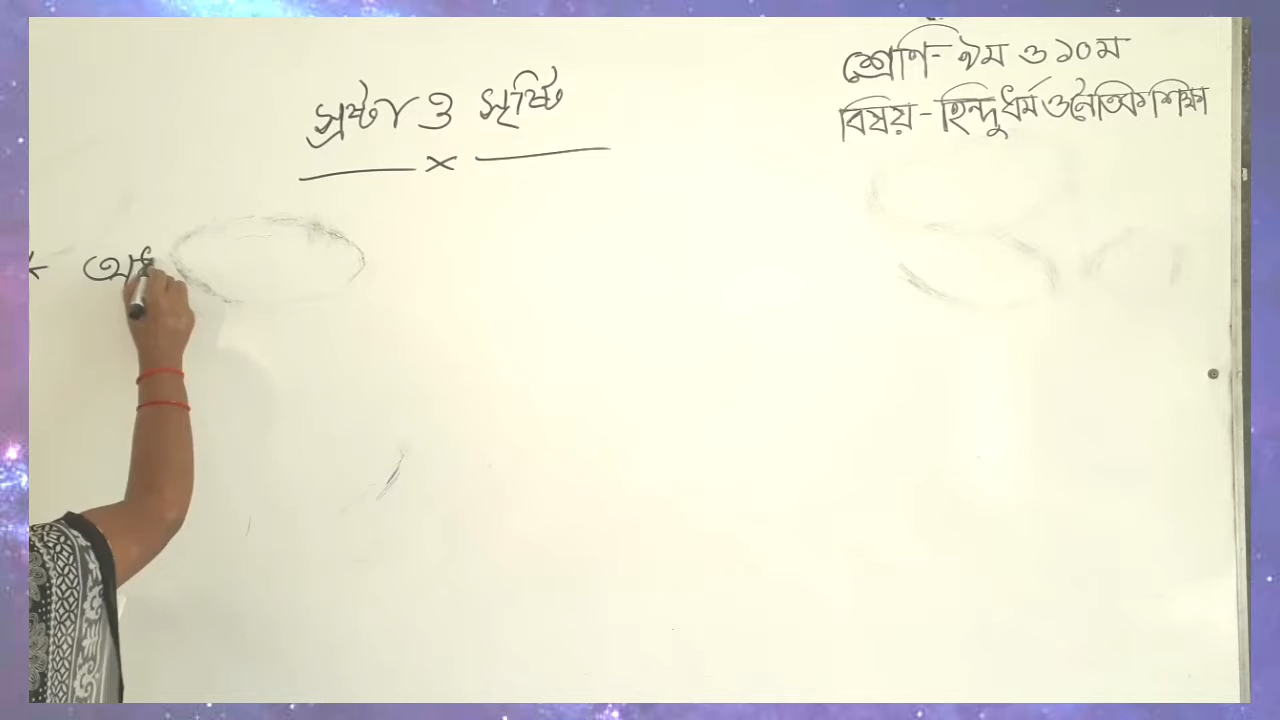 শ্রেণি- ৯ম ও ১০ম
বিষয় - হিন্দু ধর্ম ও নৈতিক শিক্ষা
স্রষ্টা ও সৃষ্টি
x